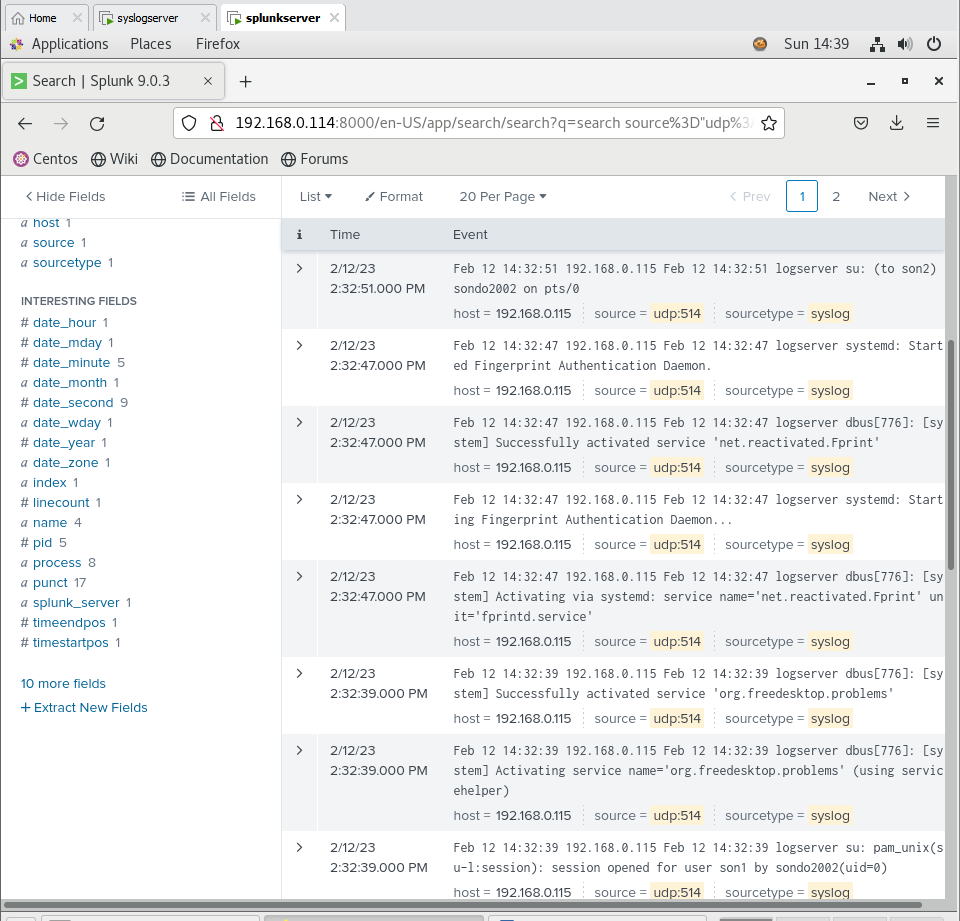 Home
syslogserver
splunkserver
Applications Places Firefox Sun 14:39
Search | Splunk 9.0.3
192.168.0.114:8000/en-US/app/search/search?q=search source%3D"udp%3
Centos Wiki Documentation Forums
Hide Fields All Fields List Format 20 Per Page Prev 1 2 Next
a host 1
a source 1
a sourcetype 1
INTERESTING FIELDS
# date_hour 1
# date_mday 1
# date_minute 5
a date_month 1
# date_second 9
a date_wday 1
# date_year 1
a date_zone 1
a index 1
# linecount 1
a name 4
# pid 5
a process 8
a punct 17
a splunk_server 1
# timeendpos 1
# timestartpos 1
10 more fields
+ Extract New Fields
i Time Event
2/12/23
2:32:51.000 PM
Feb 12 14:32:51 192.168.0.115 Feb 12 14:32:51 logserver su: (to son2)
sondo2002 on pts/0
host = 192.168.0.115 source = udp:514 sourcetype = syslog
2/12/23
2:32:47.000 PM
Feb 12 14:32:47 192.168.0.115 Feb 12 14:32:47 logserver systemd: Start
ed Fingerprint Authentication Daemon.
host = 192.168.0.115 source = udp:514 sourcetype = syslog
2/12/23
2:32:47.000 PM
Feb 12 14:32:47 192.168.0.115 Feb 12 14:32:47 logserver dbus[776]: [sy
stem] Successfully activated service 'net.reactivated.Fprint'
host = 192.168.0.115 source = udp:514 sourcetype = syslog
2/12/23
2:32:47.000 PM
Feb 12 14:32:47 192.168.0.115 Feb 12 14:32:47 logserver systemd: Start
ing Fingerprint Authentication Daemon...
host = 192.168.0.115 source = udp:514 sourcetype = syslog
2/12/23
2:32:47.000 PM
Feb 12 14:32:47 192.168.0.115 Feb 12 14:32:47 logserver dbus[776]: [sy
stem] Activating via systemd: service name='net.reactivated.Fprint' un
it='fprintd.service'
host = 192.168.0.115 source = udp:514 sourcetype = syslog
2/12/23
2:32:39.000 PM
Feb 12 14:32:39 192.168.0.115 Feb 12 14:32:39 logserver dbus[776]: [sy
stem] Successfully activated service 'org.freedesktop.problems'
host = 192.168.0.115 source = udp:514 sourcetype = syslog
2/12/23
2:32:39.000 PM
Feb 12 14:32:39 192.168.0.115 Feb 12 14:32:39 logserver dbus[776]: [sy
stem] Activating service name='org.freedesktop.problems' (using servic
ehelper)
host = 192.168.0.115 source = udp:514 sourcetype = syslog
2/12/23
2:32:39.000 PM
Feb 12 14:32:39 192.168.0.115 Feb 12 14:32:39 logserver su: pam_unix(s
u-l:session): session opened for user son1 by sondo2002(uid=0)
host = 192.168.0.115 source = udp:514 sourcetype = syslog